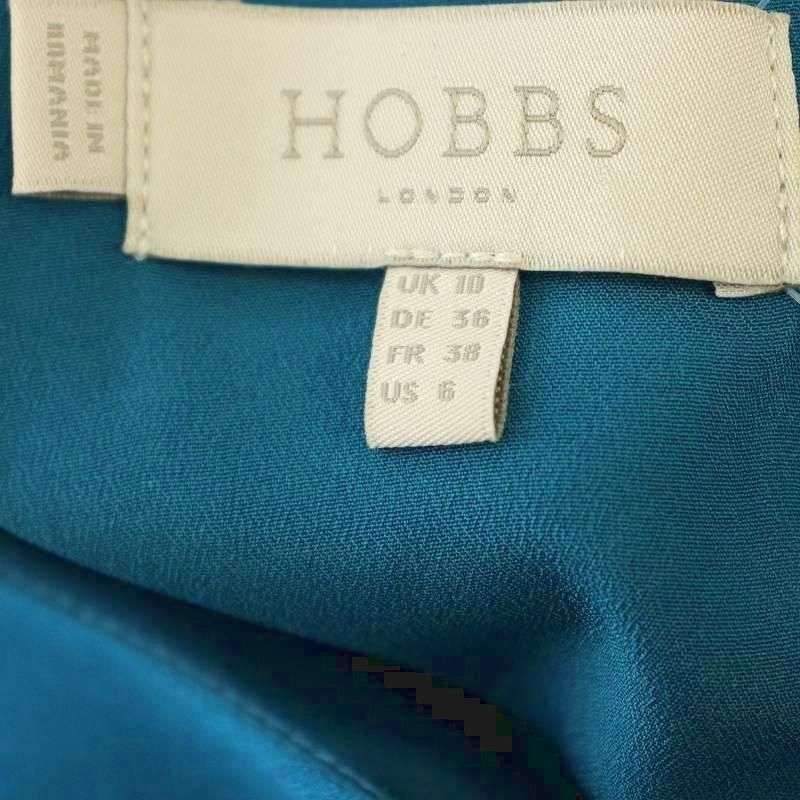 HOBBS
LONDON
UK 10
DE 36
FR 38
US 6
MADE IN
ROMANIA